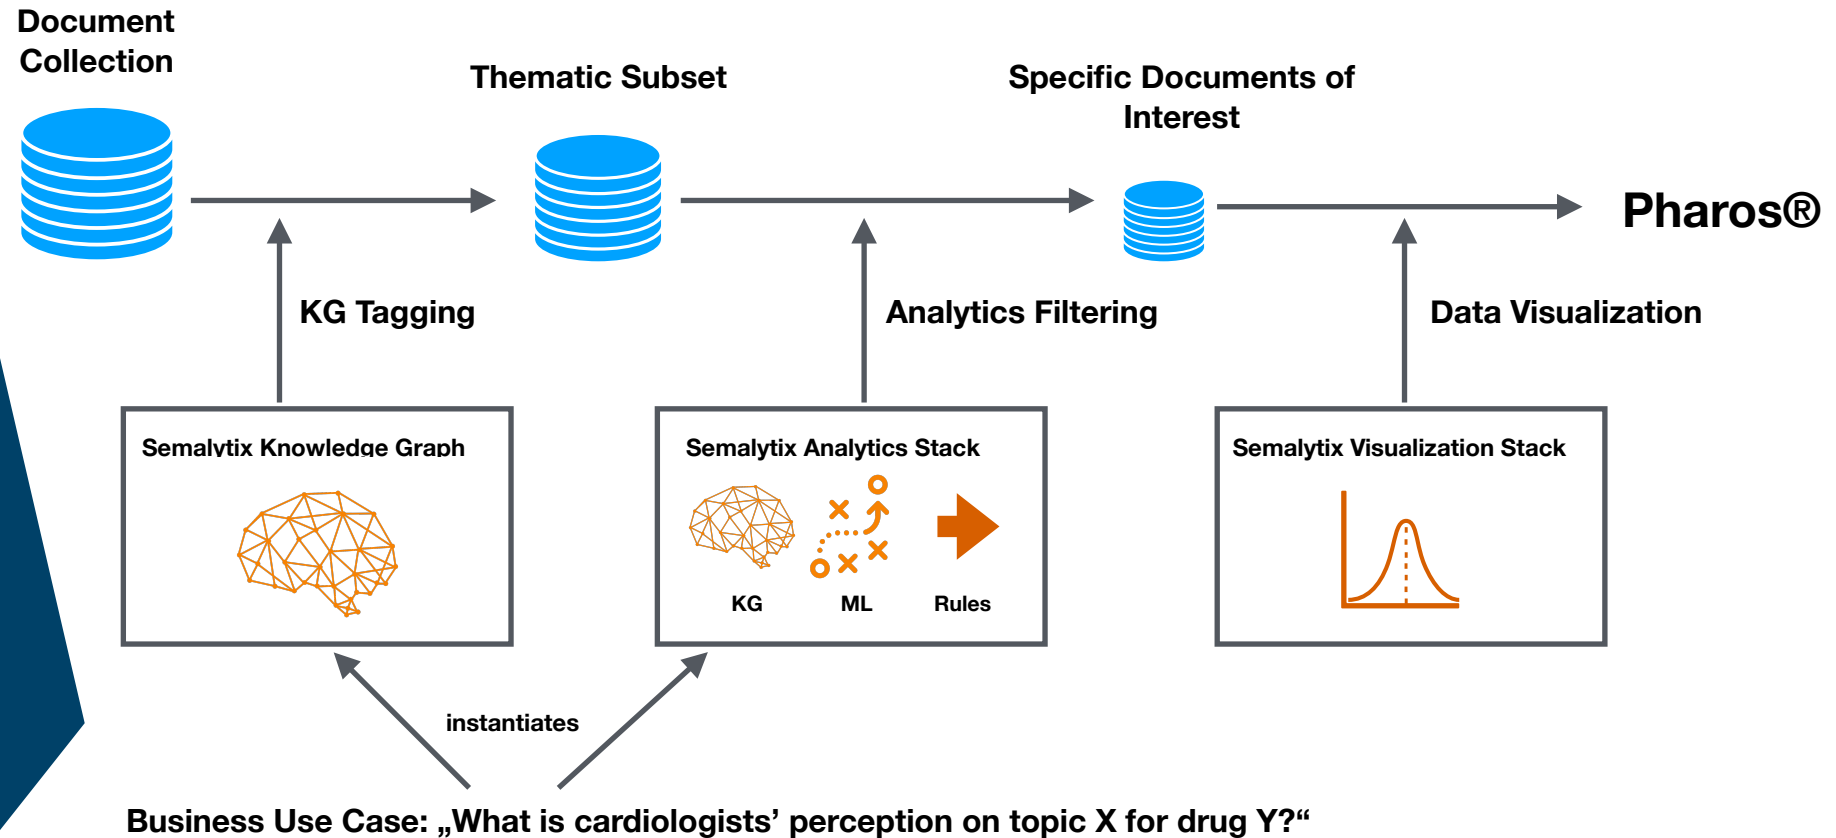 Document
Collection
Thematic Subset
Specific Documents of
Interest
Pharos®
KG Tagging
Analytics Filtering
Data Visualization
Semalytix Knowledge Graph
Semalytix Analytics Stack
KG
ML
Rules
Semalytix Visualization Stack
instantiates
Business Use Case: „What is cardiologists’ perception on topic X for drug Y?“